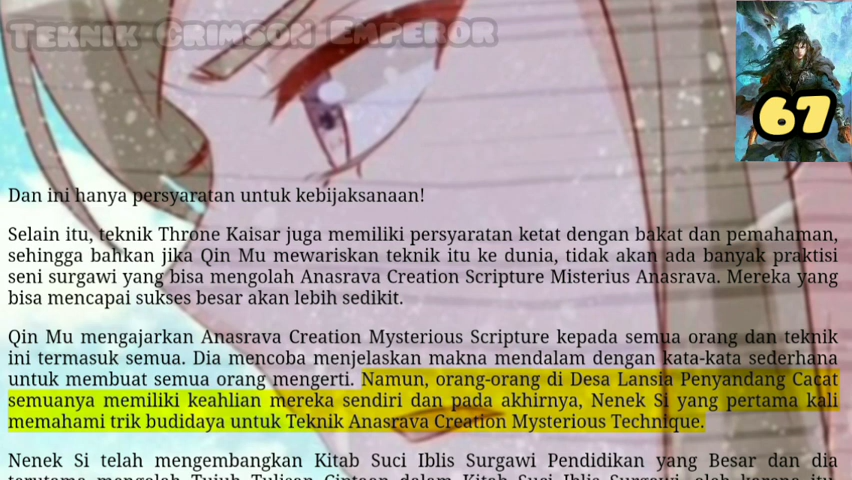 Teknik Crimson Emperor
67
Dan ini hanya persyaratan untuk kebijaksanaan!
Selain itu, teknik Throne Kaisar juga memiliki persyaratan ketat dengan bakat dan pemahaman,
sehingga bahkan jika Qin Mu mewariskan teknik itu ke dunia, tidak akan ada banyak praktisi
seni surgawi yang bisa mengolah Anasrava Creation Scripture Misterius Anasrava. Mereka yang
bisa mencapai sukses besar akan lebih sedikit.
Qin Mu mengajarkan Anasrava Creation Mysterious Scripture kepada semua orang dan teknik
ini termasuk semua. Dia mencoba menjelaskan makna mendalam dengan kata-kata sederhana
untuk membuat semua orang mengerti. Namun, orang-orang di Desa Lansia Penyandang Cacat
semuanya memiliki keahlian mereka sendiri dan pada akhirnya, Nenek Si yang pertama kali
memahami trik budidaya untuk Teknik Anasrava Creation Mysterious Technique.
Nenek Si telah mengembangkan Kitab Suci Iblis Surgawi Pendidikan yang Besar dan dia